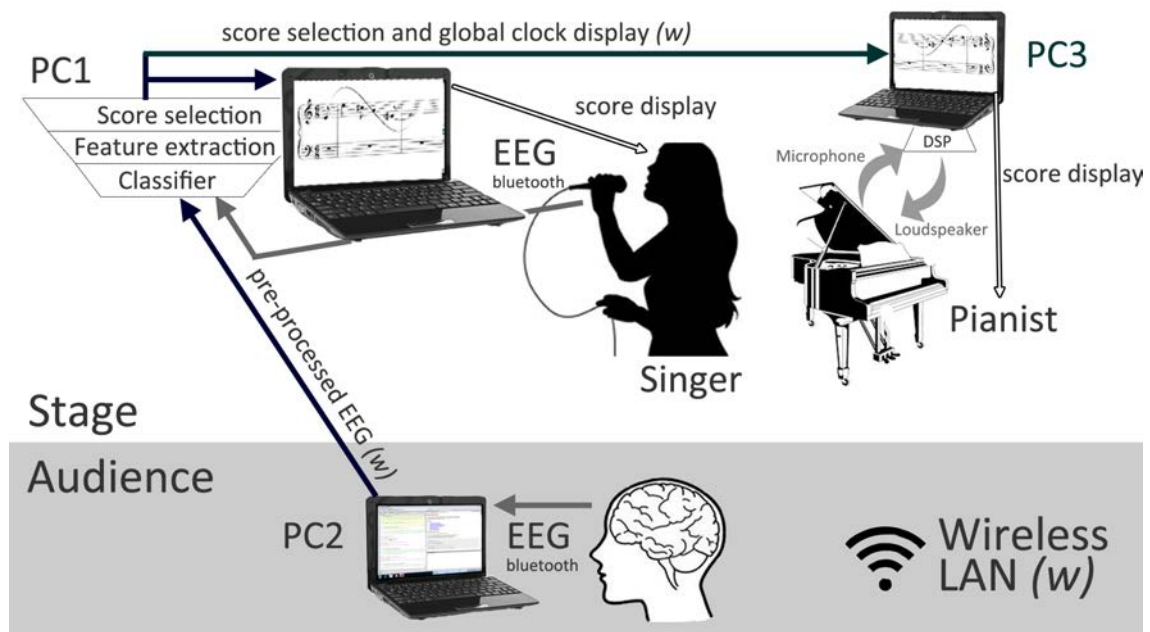 score selection and global clock display (w)
PC1
PC3
Score selection
Feature extraction
Classifier
score display
EEG
bluetooth
DSP
Microphone
Loudspeaker
score display
Pianist
Singer
pre-processed EEG (w)
Stage
Audience
PC2
EEG
bluetooth
Wireless
LAN (w)